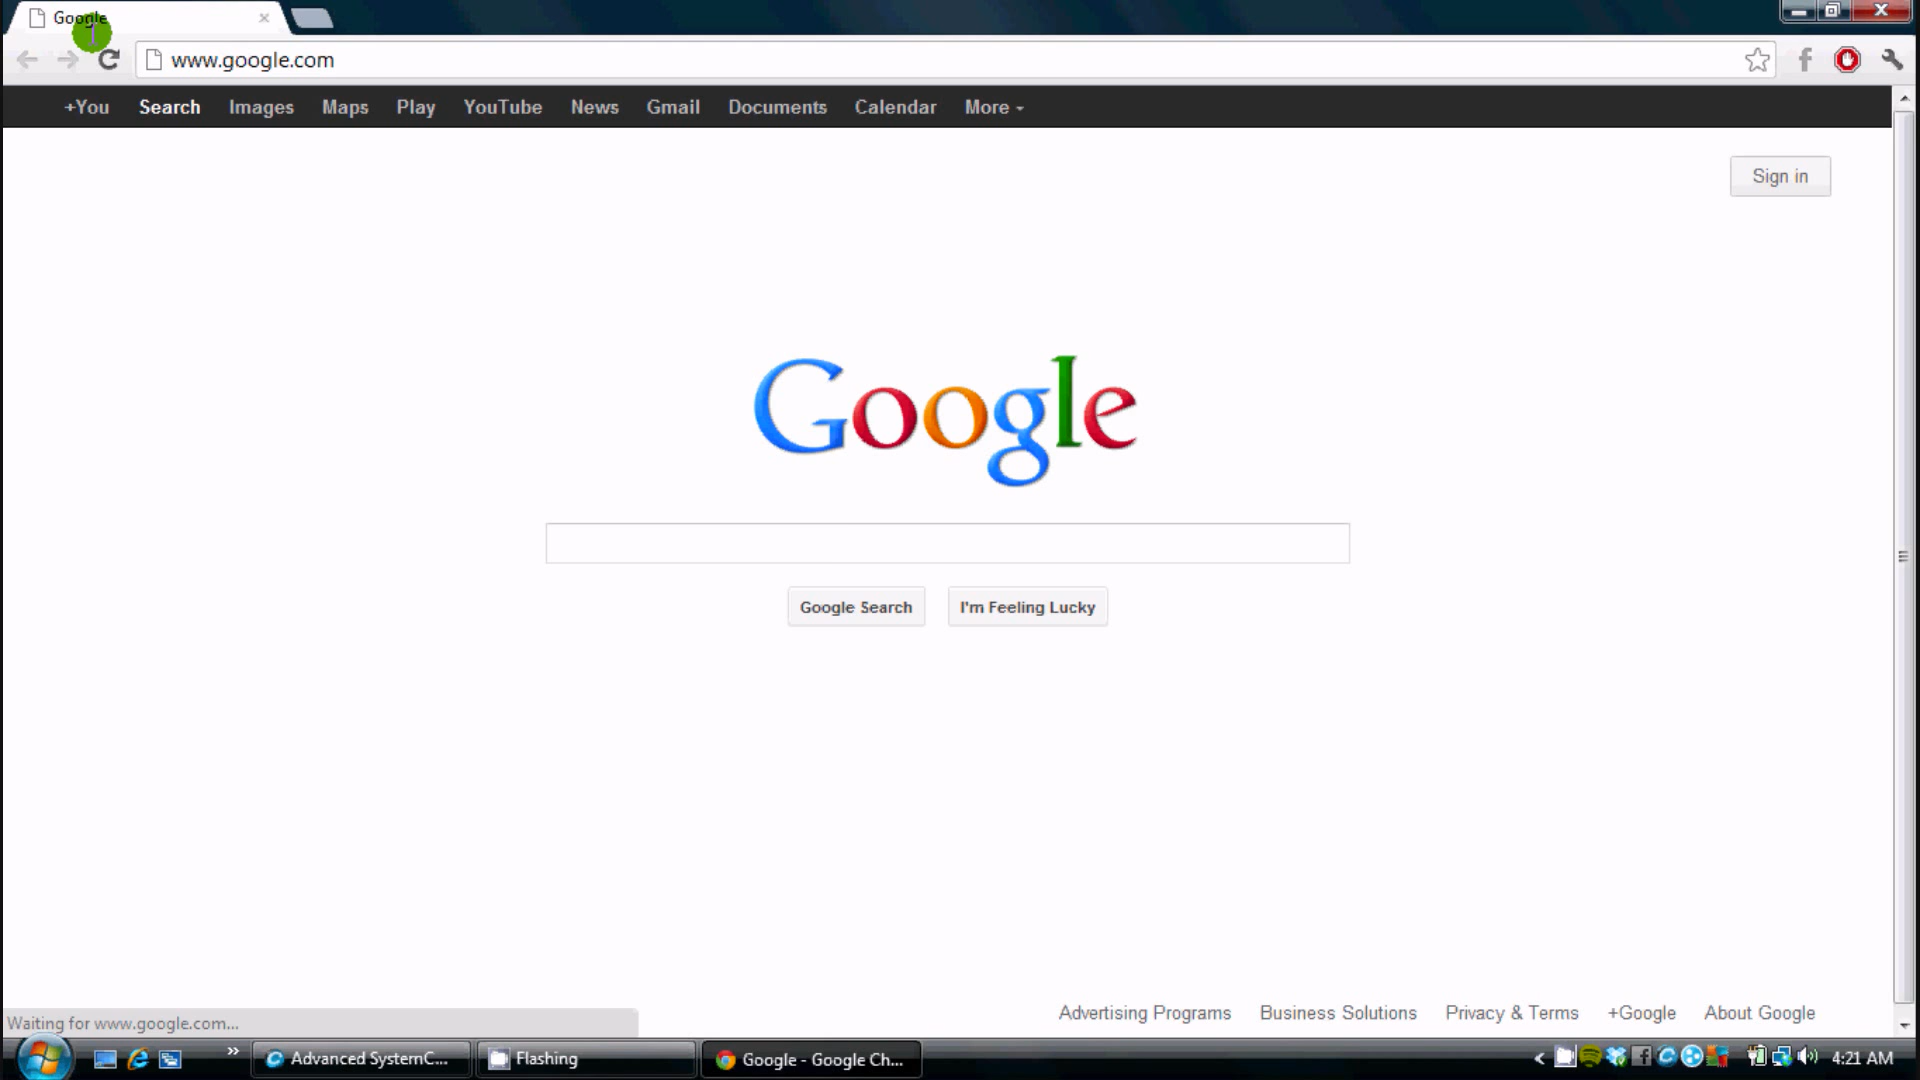 Google
www.google.com
+You Search Images Maps Play YouTube News Gmail Documents Calendar More
Sign in
Google
Google Search I'm Feeling Lucky
Advertising Programs Business Solutions Privacy & Terms +Google About Google
Waiting for www.google.com...
Advanced SystemC... Flashing Google - Google Ch... 4:21 AM